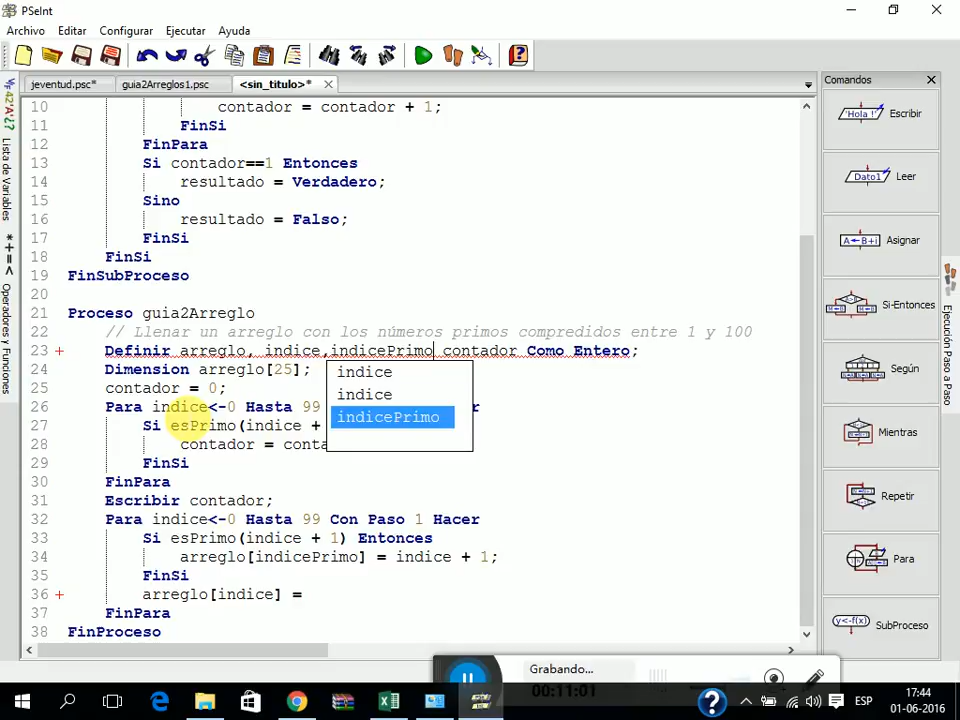 PSeInt
Archivo Editar Configurar Ejecutar Ayuda
jeventud.psc* guia2Arreglos1.psc <sin_titulo>*
Lista de Variables
Operadores y Funciones
10 contador = contador + 1;
11 FinSi
12 FinPara
13 Si contador==1 Entonces
14 resultado = Verdadero;
15 Sino
16 resultado = Falso;
17 FinSi
18 FinSi
19 FinSubProceso
20
21 Proceso guia2Arreglo
22 // Llenar un arreglo con los números primos compredidos entre 1 y 100
23 + Definir arreglo, indice,indicePrimo contador Como Entero;
24 Dimension arreglo[25];
25 contador = 0;
26 Para indice<-0 Hasta 99
27 Si esPrimo(indice +
28 contador = conta
29 FinSi
30 FinPara
31 Escribir contador;
32 Para indice<-0 Hasta 99 Con Paso 1 Hacer
33 Si esPrimo(indice + 1) Entonces
34 arreglo[indicePrimo] = indice + 1;
35 FinSi
36 + arreglo[indice] =
37 FinPara
38 FinProceso
indice
indice
indicePrimo
Comandos
'Hola !' Escribir
Dato1 Leer
A←B+i Asignar
Si-Entonces
Según
Mientras
Repetir
Para
y<-f(x) SubProceso
Ejecución Paso a Paso
Grabando...
00:11:01
ESP
17:44
01-06-2016